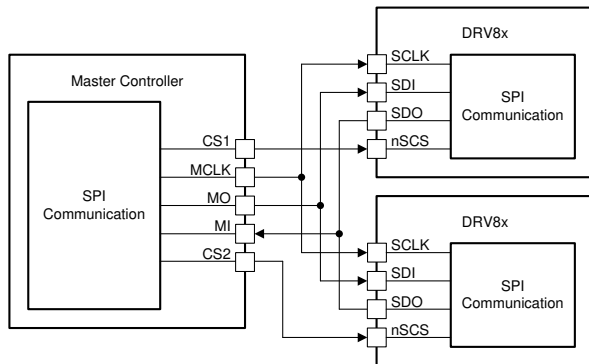 Master Controller
SPI
Communication
CS1
MCLK
MO
MI
CS2
DRV8x
SCLK
SDI
SDO
nSCS
SPI
Communication
DRV8x
SCLK
SDI
SDO
nSCS
SPI
Communication